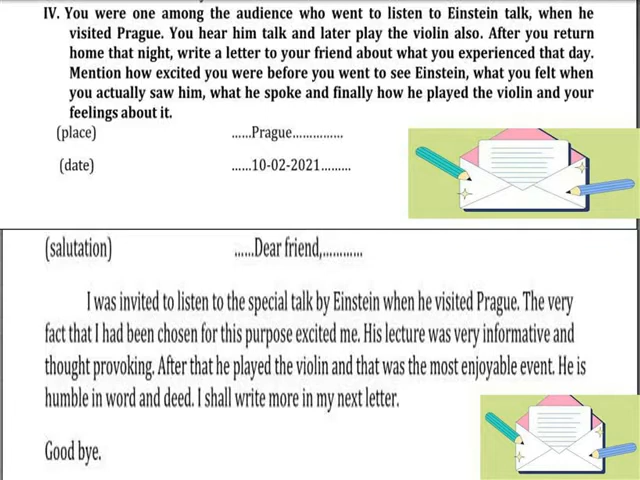 IV. You were one among the audience who went to listen to Einstein talk, when he
visited Prague. You hear him talk and later play the violin also. After you return
home that night, write a letter to your friend about what you experienced that day.
Mention how excited you were before you went to see Einstein, what you felt when
you actually saw him, what he spoke and finally how he played the violin and your
feelings about it.
(place) ......Prague...............
(date) ......10-02-2021.........
(salutation) ......Dear friend,............
I was invited to listen to the special talk by Einstein when he visited Prague. The very
fact that I had been chosen for this purpose excited me. His lecture was very informative and
thought provoking. After that he played the violin and that was the most enjoyable event. He is
humble in word and deed. I shall write more in my next letter.
Good bye.